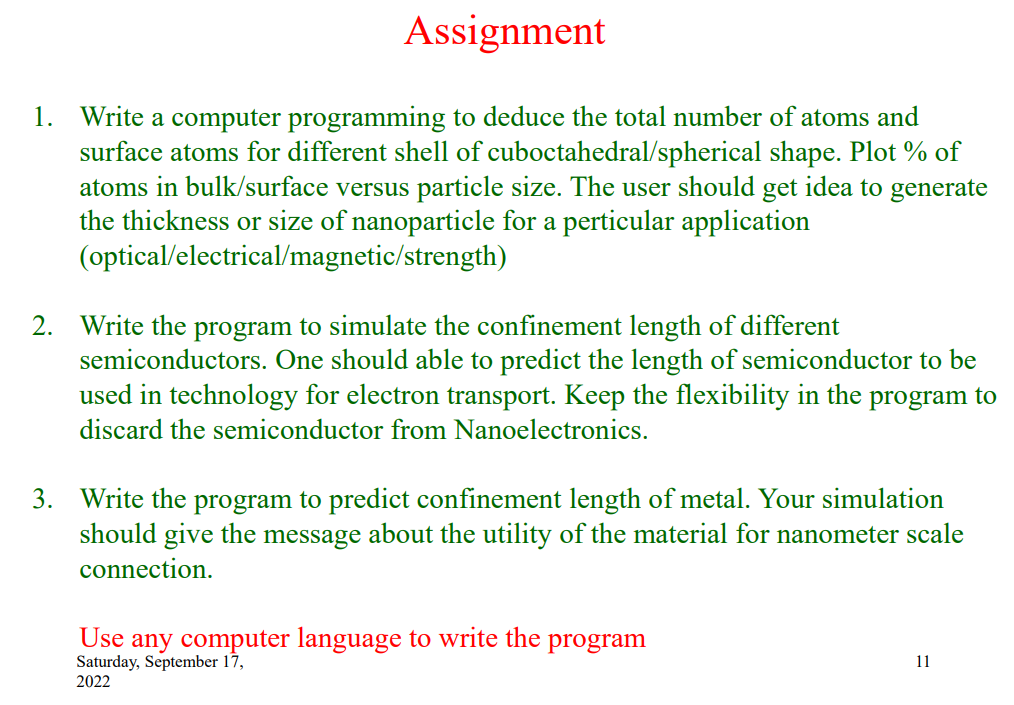 Assignment
1. Write a computer programming to deduce the total number of atoms and
surface atoms for different shell of cuboctahedral/spherical shape. Plot % of
atoms in bulk/surface versus particle size. The user should get idea to generate
the thickness or size of nanoparticle for a perticular application
(optical/electrical/magnetic/strength)
2. Write the program to simulate the confinement length of different
semiconductors. One should able to predict the length of semiconductor to be
used in technology for electron transport. Keep the flexibility in the program to
discard the semiconductor from Nanoelectronics.
3. Write the program to predict confinement length of metal. Your simulation
should give the message about the utility of the material for nanometer scale
connection.
Use any computer language to write the program
Saturday, September 17,
2022
11